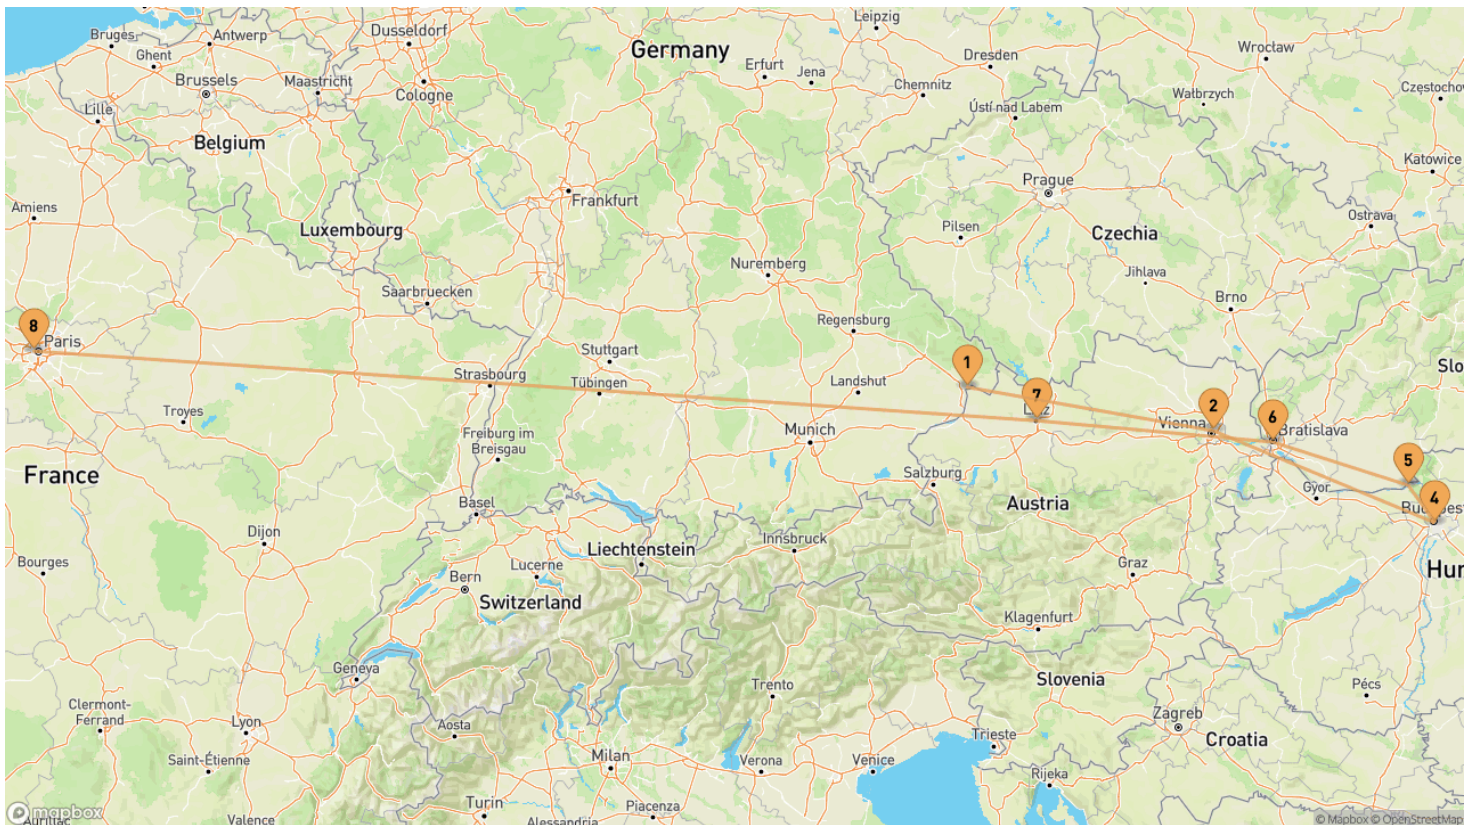 Leipzig
Bruges
Antwerp
Dusseldorf
Germany
Wrocław
Ghent
Dresden
Erfurt
Jena
Brussels
Maastricht
Chemnitz
Cologne
Wałbrzych
Częstochow
Lille
Ústí nad Labem
Belgium
Katowice
Prague
Frankfurt
Amiens
Ostrava
Luxembourg
Pilsen
Czechia
Nuremberg
Jihlava
Saarbruecken
Brno
Regensburg
8
Paris
Stuttgart
1
Slo
Strasbourg
Tübingen
Landshut
7
2
Troyes
6
Vienna
Bratislava
Freiburg im
Breisgau
Munich
5
France
Salzburg
Gyor
4
Basel
Austria
Dijon
Innsbruck
Liechtenstein
Bourges
Lucerne
Graz
Hur
Bern
Switzerland
Klagenfurt
Geneva
Slovenia
Trento
Pécs
Clermont-
Ferrand
Zagreb
Lyon
Aosta
Trieste
Croatia
Saint-Étienne
Milan
Verona
Venice
Rijeka
Turin
Piacenza
mapbox
Valence
Alessandria
© Mapbox © OpenStreetMap